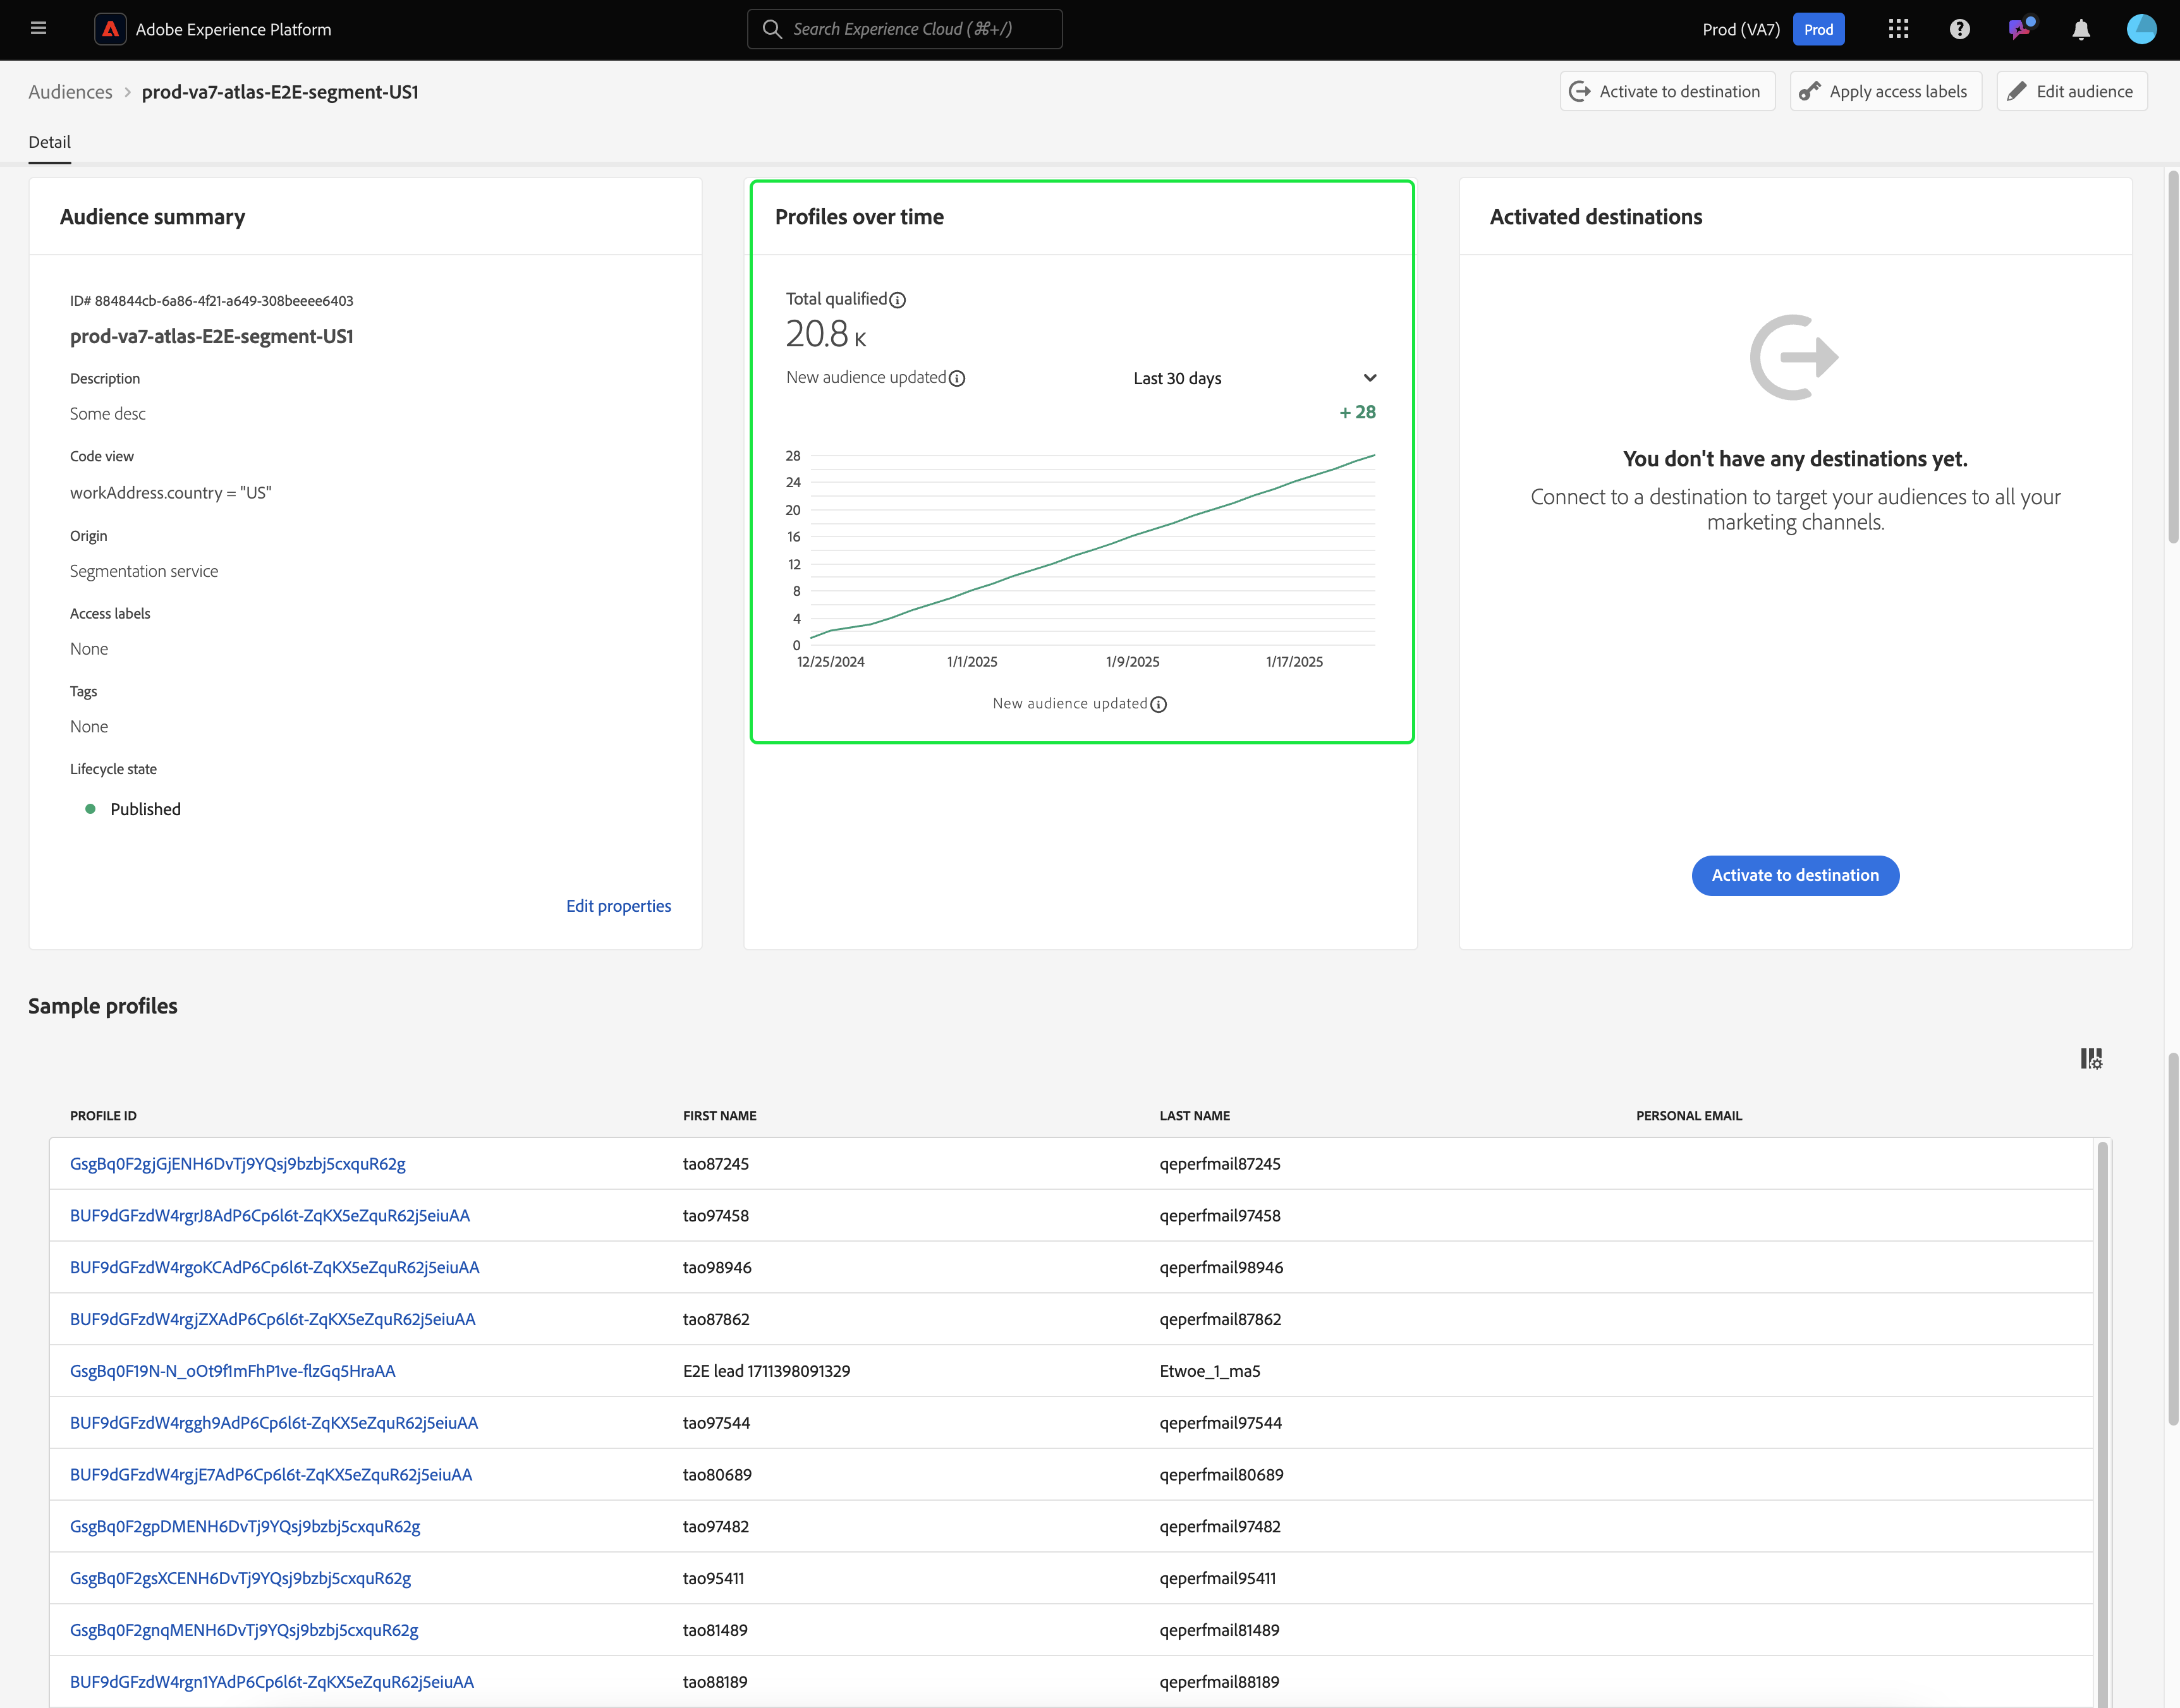 Adobe Experience Platform
Search Experience Cloud (⌘+/)
Prod (VA7)
Prod
Audiences
prod-va7-atlas-E2E-segment-US1
Activate to destination
Apply access labels
Edit audience
Detail
Audience summary
ID# 884844cb-6a86-4f21-a649-308beeee6403
prod-va7-atlas-E2E-segment-US1
Description
Some desc
Code view
workAddress.country = "US"
Origin
Segmentation service
Access labels
None
Tags
None
Lifecycle state
Published
Edit properties
Profiles over time
Total qualified
20.8 K
New audience updated
Last 30 days
+ 28
28
24
20
16
12
8
4
0
12/25/2024
1/1/2025
1/9/2025
1/17/2025
New audience updated
Activated destinations
You don't have any destinations yet.
Connect to a destination to target your audiences to all your
marketing channels.
Activate to destination
Sample profiles
PROFILE ID FIRST NAME LAST NAME PERSONAL EMAIL
GsgBq0F2gjGjENH6DvTj9YQsj9bzbj5cxquR62g tao87245 qeperfmail87245
BUF9dGFzdW4rgrJ8AdP6Cp6l6t-ZqKX5eZquR62j5eiuAA tao97458 qeperfmail97458
BUF9dGFzdW4rgoKCAdP6Cp6l6t-ZqKX5eZquR62j5eiuAA tao98946 qeperfmail98946
BUF9dGFzdW4rgjZXAdP6Cp6l6t-ZqKX5eZquR62j5eiuAA tao87862 qeperfmail87862
GsgBq0F19N-N_oOt9f1mFhP1ve-flzGq5HraAA E2E lead 1711398091329 Etwoe_1_ma5
BUF9dGFzdW4rggh9AdP6Cp6l6t-ZqKX5eZquR62j5eiuAA tao97544 qeperfmail97544
BUF9dGFzdW4rgjE7AdP6Cp6l6t-ZqKX5eZquR62j5eiuAA tao80689 qeperfmail80689
GsgBq0F2gpDMENH6DvTj9YQsj9bzbj5cxquR62g tao97482 qeperfmail97482
GsgBq0F2gsXCENH6DvTj9YQsj9bzbj5cxquR62g tao95411 qeperfmail95411
GsgBq0F2gnqMENH6DvTj9YQsj9bzbj5cxquR62g tao81489 qeperfmail81489
BUF9dGFzdW4rgn1YAdP6Cp6l6t-ZqKX5eZquR62j5eiuAA tao88189 qeperfmail88189